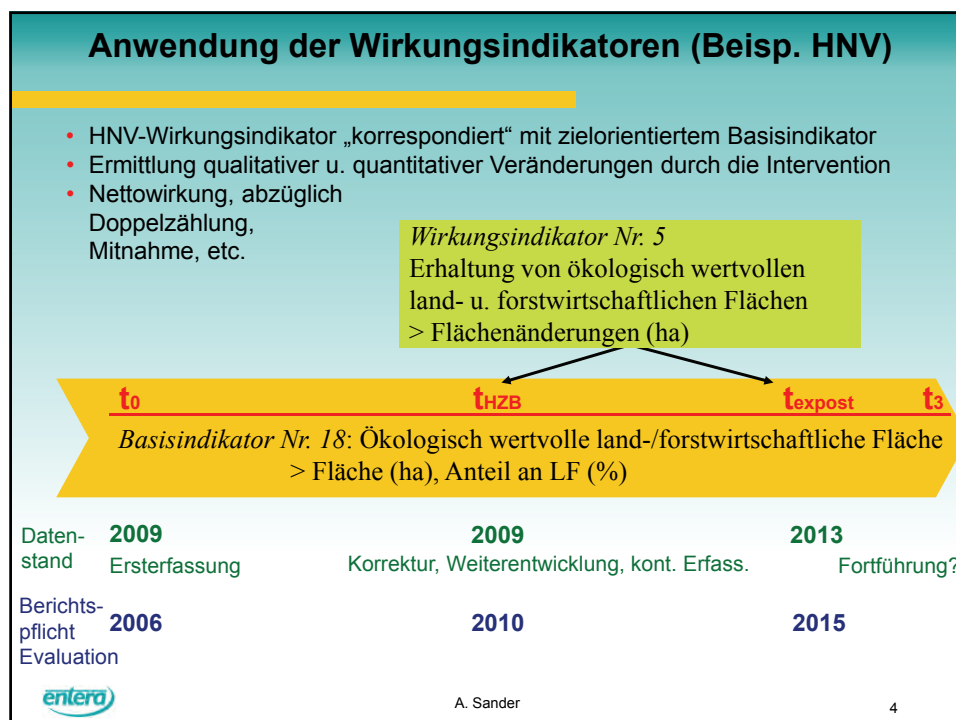 Anwendung der Wirkungsindikatoren (Beisp. HNV)
• HNV-Wirkungsindikator „korrespondiert“ mit zielorientiertem Basisindikator
• Ermittlung qualitativer u. quantitativer Veränderungen durch die Intervention
• Nettowirkung, abzüglich
Doppelzählung,
Mitnahme, etc.
Wirkungsindikator Nr. 5
Erhaltung von ökologisch wertvollen
land- u. forstwirtschaftlichen Flächen
> Flächenänderungen (ha)
t0 tHZB texpost t3
Basisindikator Nr. 18: Ökologisch wertvolle land-/forstwirtschaftliche Fläche
> Fläche (ha), Anteil an LF (%)
Daten-
stand
2009 2009 2013
Ersterfassung Korrektur, Weiterentwicklung, kont. Erfass. Fortführung?
Berichts-
pflicht
Evaluation
2006 2010 2015
entera
A. Sander
4